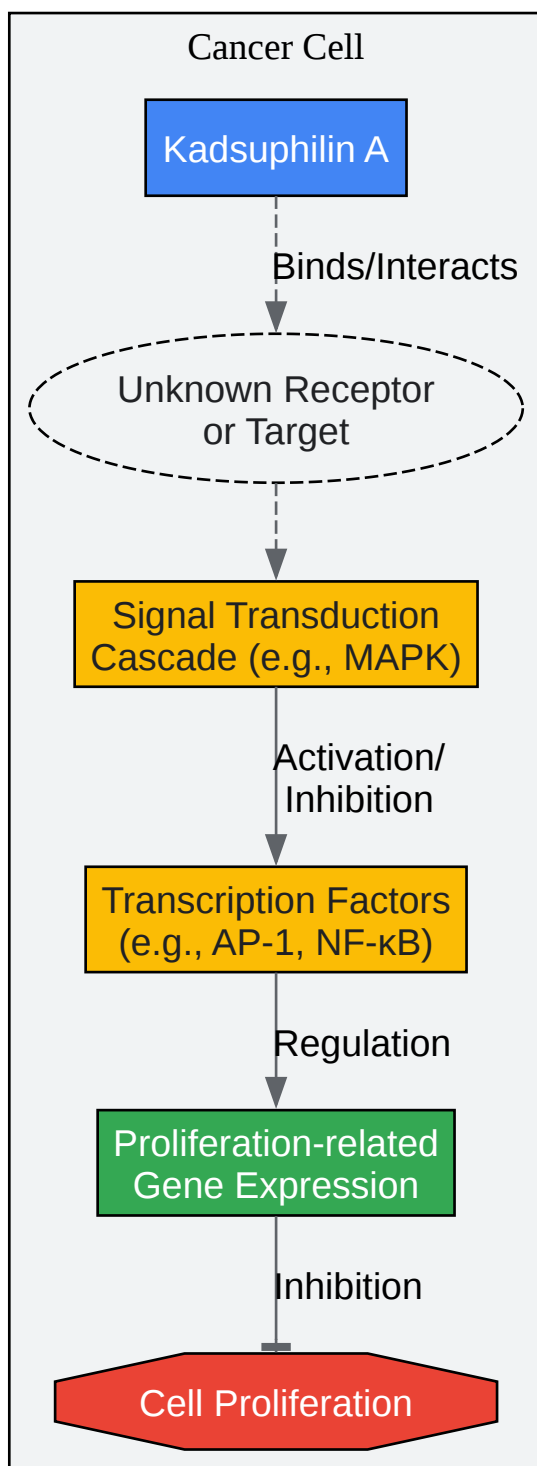 Cancer Cell
Kadsuphilin A
Binds/Interacts
Unknown Receptor
or Target
Signal Transduction
Cascade (e.g., MAPK)
Activation/
Inhibition
Transcription Factors
(e.g., AP-1, NF-κB)
Regulation
Proliferation-related
Gene Expression
Inhibition
Cell Proliferation